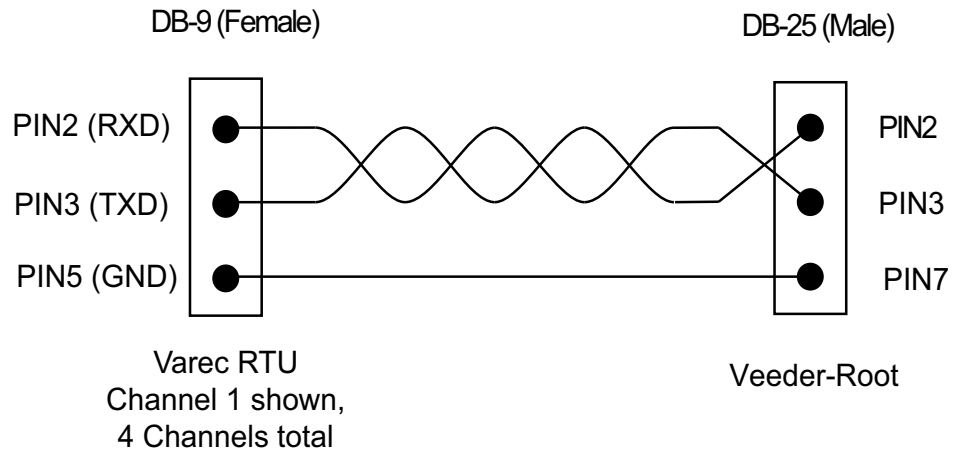 DB-9 (Female)
DB-25 (Male)
PIN2 (RXD)
PIN2
PIN3 (TXD)
PIN3
PIN5 (GND)
PIN7
Varec RTU
Channel 1 shown,
4 Channels total
Veeder-Root